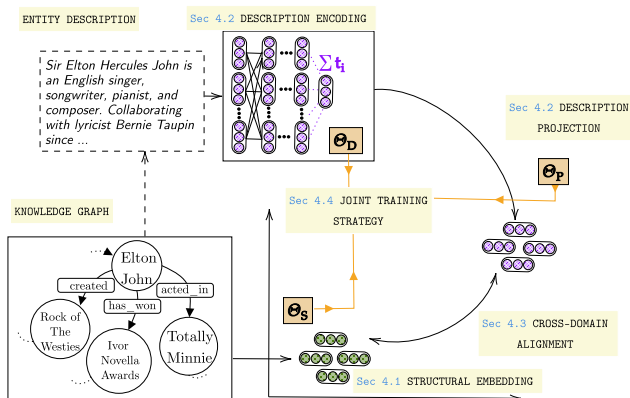 ENTITY DESCRIPTION
Sec 4.2 DESCRIPTION ENCODING
Sir Elton Hercules John is
an English singer,
songwriter, pianist, and
composer. Collaborating
with lyricist Bernie Taupin
since ...
∑ti
ΘD
Sec 4.2 DESCRIPTION
PROJECTION
ΘP
Sec 4.4 JOINT TRAINING
STRATEGY
KNOWLEDGE GRAPH
Elton
John
created
has_won
acted_in
Rock of
The
Westies
Ivor
Novella
Awards
Totally
Minnie
ΘS
Sec 4.3 CROSS-DOMAIN
ALIGNMENT
Sec 4.1 STRUCTURAL EMBEDDING